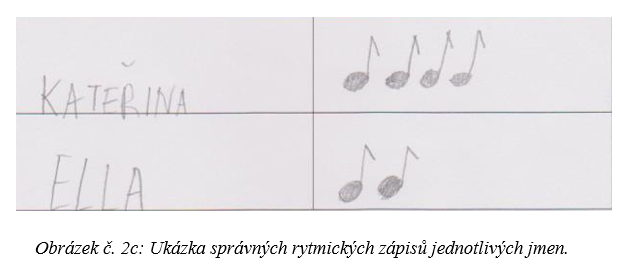 KATEŘINA
ELLA
Obrázek č. 2c: Ukázka správných rytmických zápisů jednotlivých jmen.